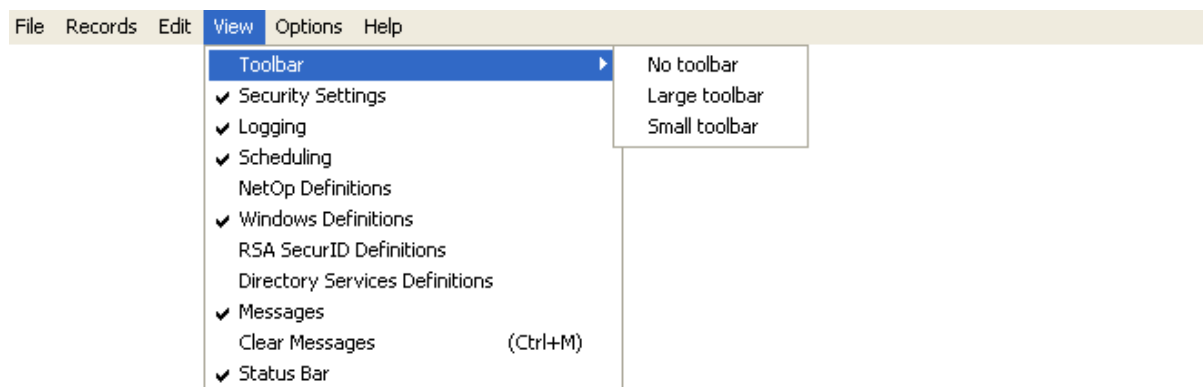 File Records Edit View Options Help
Toolbar
No toolbar
Large toolbar
Small toolbar
Security Settings
Logging
Scheduling
NetOp Definitions
Windows Definitions
RSA SecurID Definitions
Directory Services Definitions
Messages
Clear Messages (Ctrl+M)
Status Bar